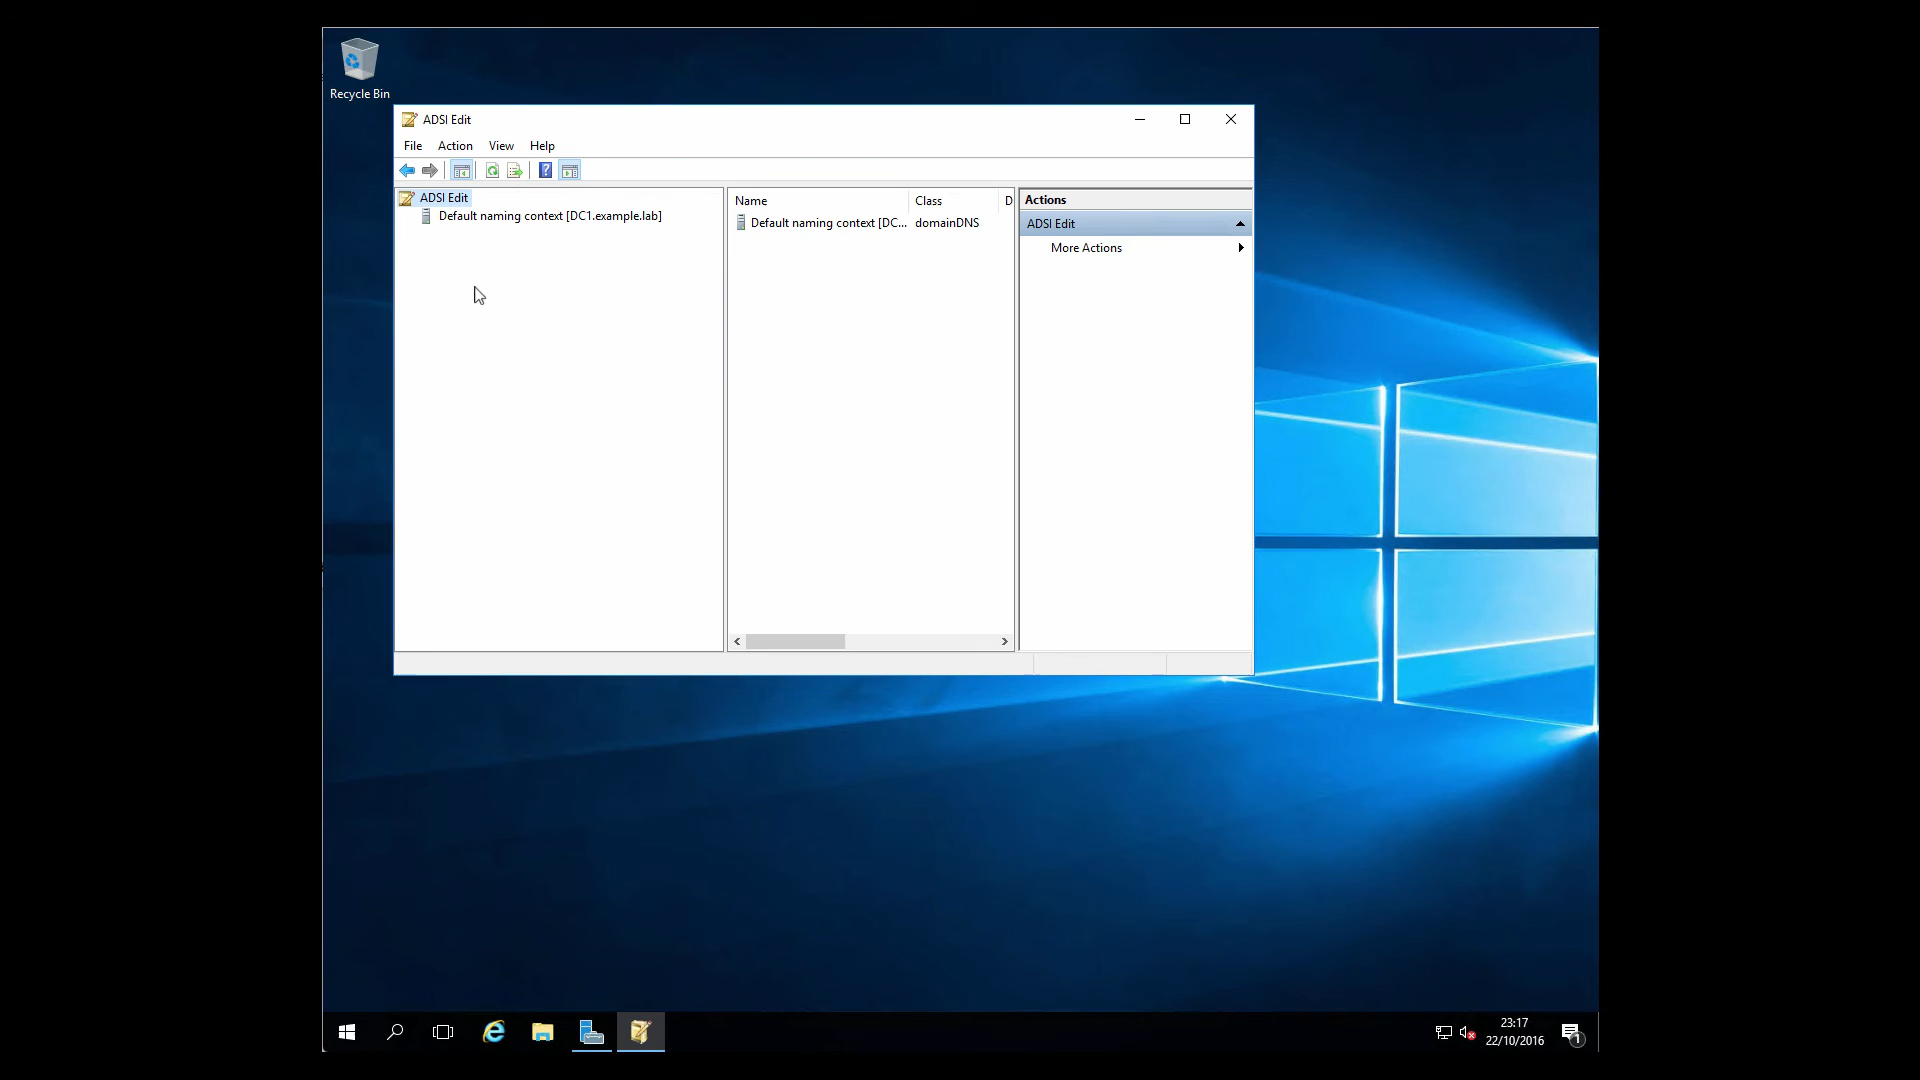 Recycle Bin
ADSI Edit
File Action View Help
ADSI Edit
Default naming context [DC1.example.lab]
Name Class D
Default naming context [DC... domainDNS
Actions
ADSI Edit
More Actions
23:17
22/10/2016
1